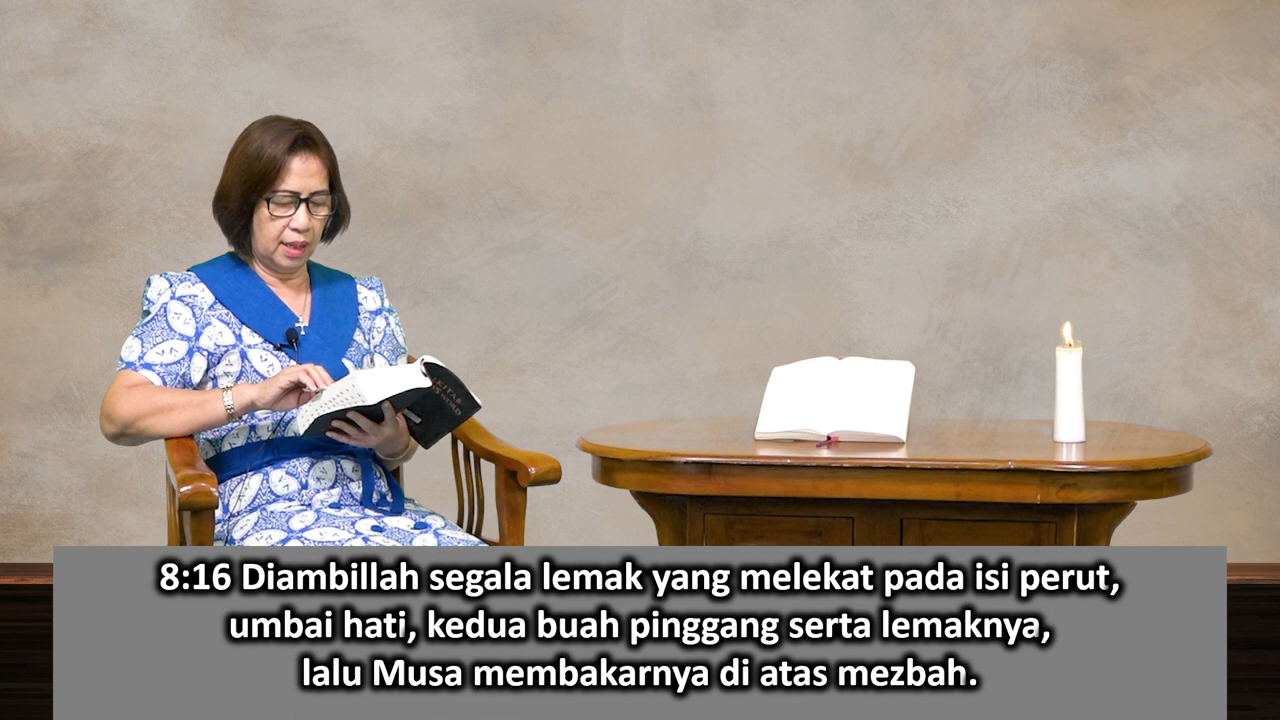 KITAB
8:16 Diambillah segala lemak yang melekat pada isi perut,
umbai hati, kedua buah pinggang serta lemaknya,
lalu Musa membakarnya di atas mezbah.